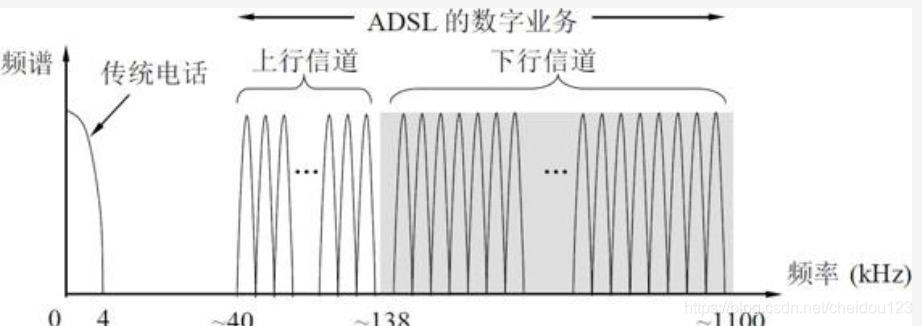 ADSL 的数字业务
频谱
传统电话
上行信道
下行信道
...
...
频率 (kHz)
0 4 ~40 ~138 ~1100
https://blog.csdn.net/cheidou123